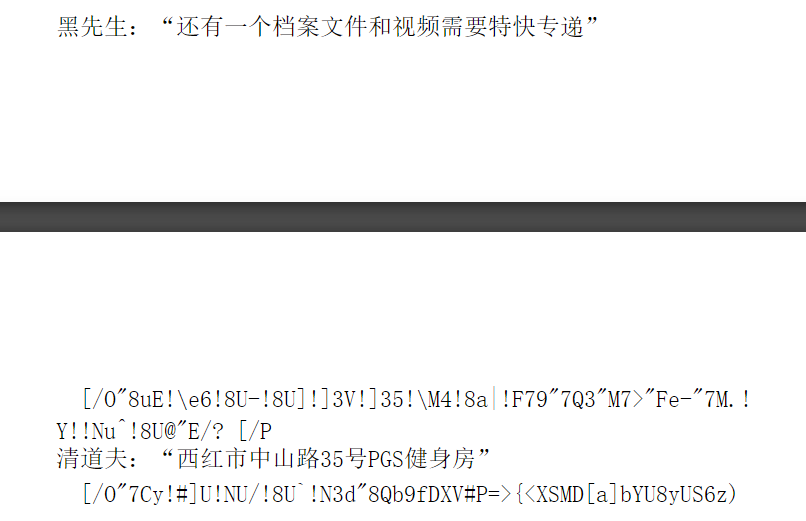 黑先生：“还有一个档案文件和视频需要特快专递”
[/O"8uE!\e6!8U-!8U]!]3V!]35!\M4!8a|!F79"7Q3"M7>"Fe-"7M.!
Y!!Nu^!8U@"E/? [/P
清道夫：“西红市中山路35号PGS健身房”
[/O"7Cy!#]U!NU/!8U`!N3d"8Qb9fDXV#P=>{<XSMD[a]bYU8yUS6z)